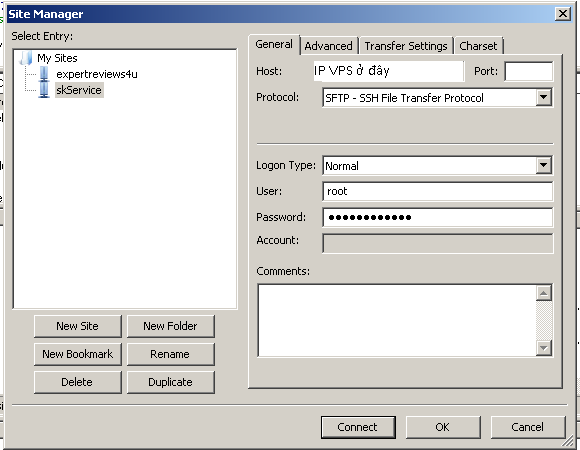 Site Manager
Select Entry:
My Sites
expertreviews4u
skService
New Site
New Folder
New Bookmark
Rename
Delete
Duplicate
General
Advanced
Transfer Settings
Charset
Host:
IP VPS ở đây
Port:
Protocol:
SFTP - SSH File Transfer Protocol
Logon Type:
Normal
User:
root
Password:
●●●●●●●●●●●●
Account:
Comments:
Connect
OK
Cancel